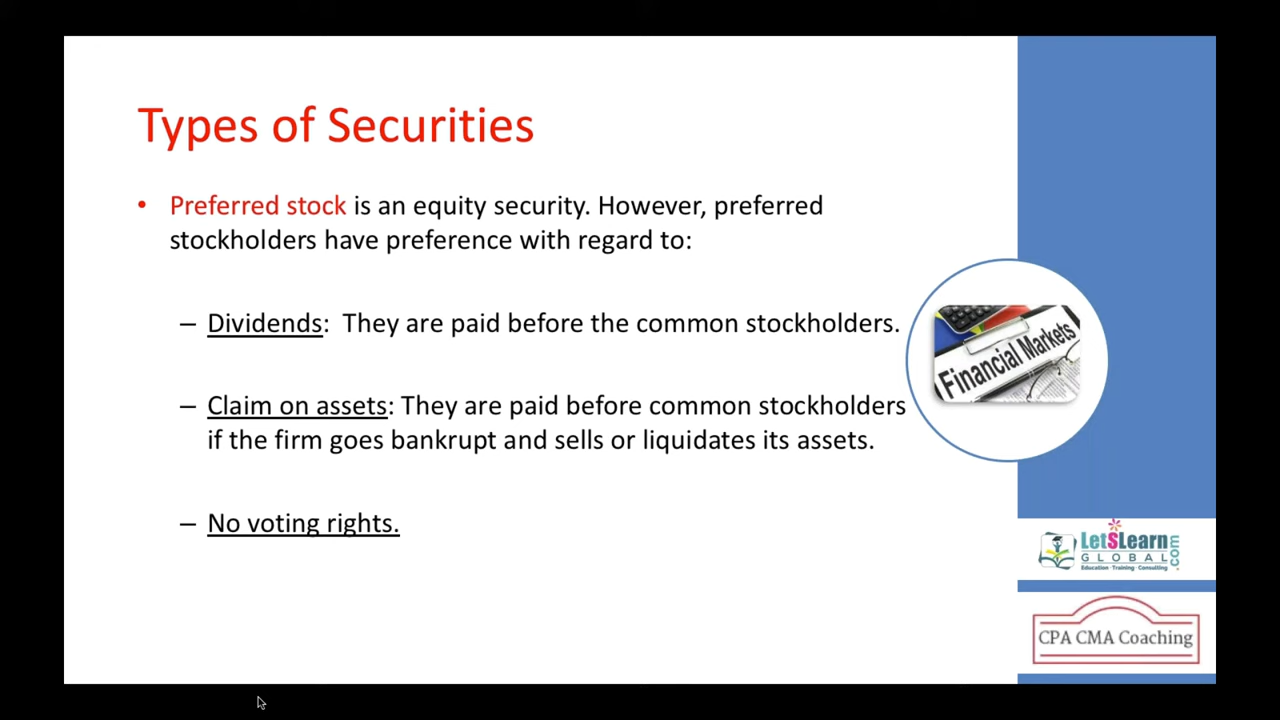 Types of Securities
• Preferred stock is an equity security. However, preferred
stockholders have preference with regard to:
– Dividends:  They are paid before the common stockholders.
– Claim on assets: They are paid before common stockholders
if the firm goes bankrupt and sells or liquidates its assets.
– No voting rights.
Financial Markets
LetSLearn
GLOBAL
.com
Education · Training · Consulting
CPA CMA Coaching